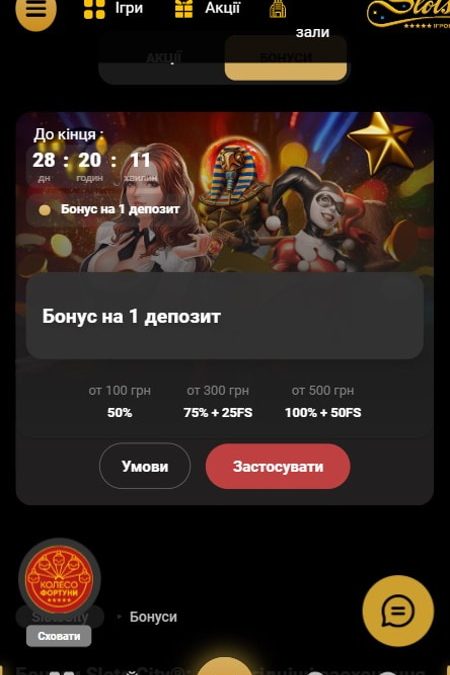 Ігри
Акції
зали
Slots
★★★★★ ІГРОВ
АКЦІЇ
БОНУСИ
До кінця :
28 : 20 : 11
дн годин хвилин
Бонус на 1 депозит
Бонус на 1 депозит
от 100 грн от 300 грн от 500 грн
50% 75% + 25FS 100% + 50FS
Умови Застосувати
КОЛЕСО
ФОРТУНИ
SlotsCity • Бонуси
Сховати